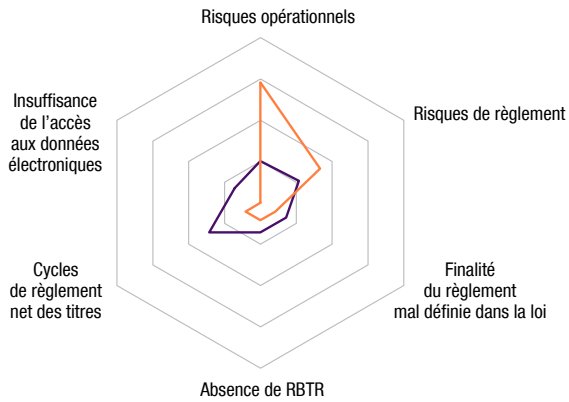 Risques opérationnels
Risques de règlement
Finalité
du règlement
mal définie dans la loi
Absence de RBTR
Cycles
de règlement
net des titres
Insuffisance
de l'accès
aux données
électroniques